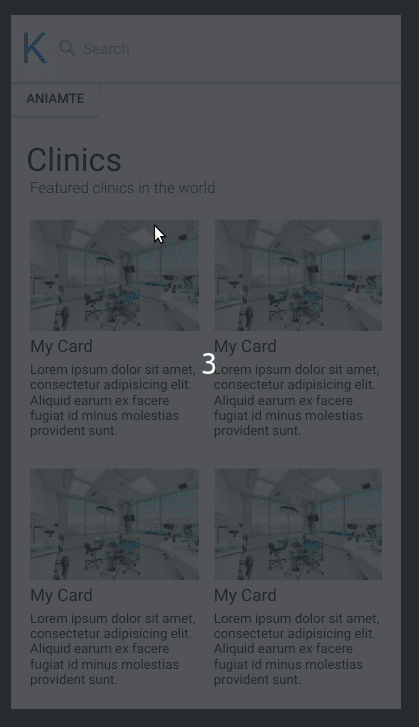 K
Search
ANIAMTE
Clinics
Featured clinics in the world
My Card
Lorem ipsum dolor sit amet,
consectetur adipisicing elit.
Aliquid earum ex facere
fugiat id minus molestias
provident sunt.
My Card
Lorem ipsum dolor sit amet,
consectetur adipisicing elit.
Aliquid earum ex facere
fugiat id minus molestias
provident sunt.
3
My Card
Lorem ipsum dolor sit amet,
consectetur adipisicing elit.
Aliquid earum ex facere
fugiat id minus molestias
provident sunt.
My Card
Lorem ipsum dolor sit amet,
consectetur adipisicing elit.
Aliquid earum ex facere
fugiat id minus molestias
provident sunt.